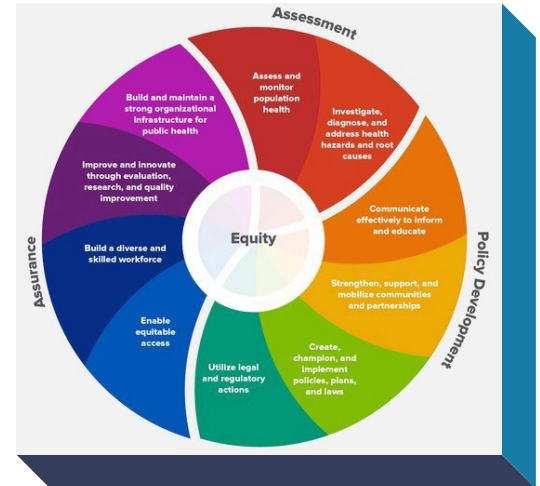 Assessment
Assess and
monitor
population
health
Investigate,
diagnose, and
address health
hazards and root
causes
Policy Development
Communicate
effectively to inform
and educate
Strengthen, support, and
mobilize communities
and partnerships
Create,
champion, and
implement
policies, plans,
and laws
Utilize legal
and regulatory
actions
Assurance
Enable
equitable
access
Build a diverse and
skilled workforce
Improve and innovate
through evaluation,
research, and quality
improvement
Build and maintain a
strong organizational
infrastructure for
public health
Equity